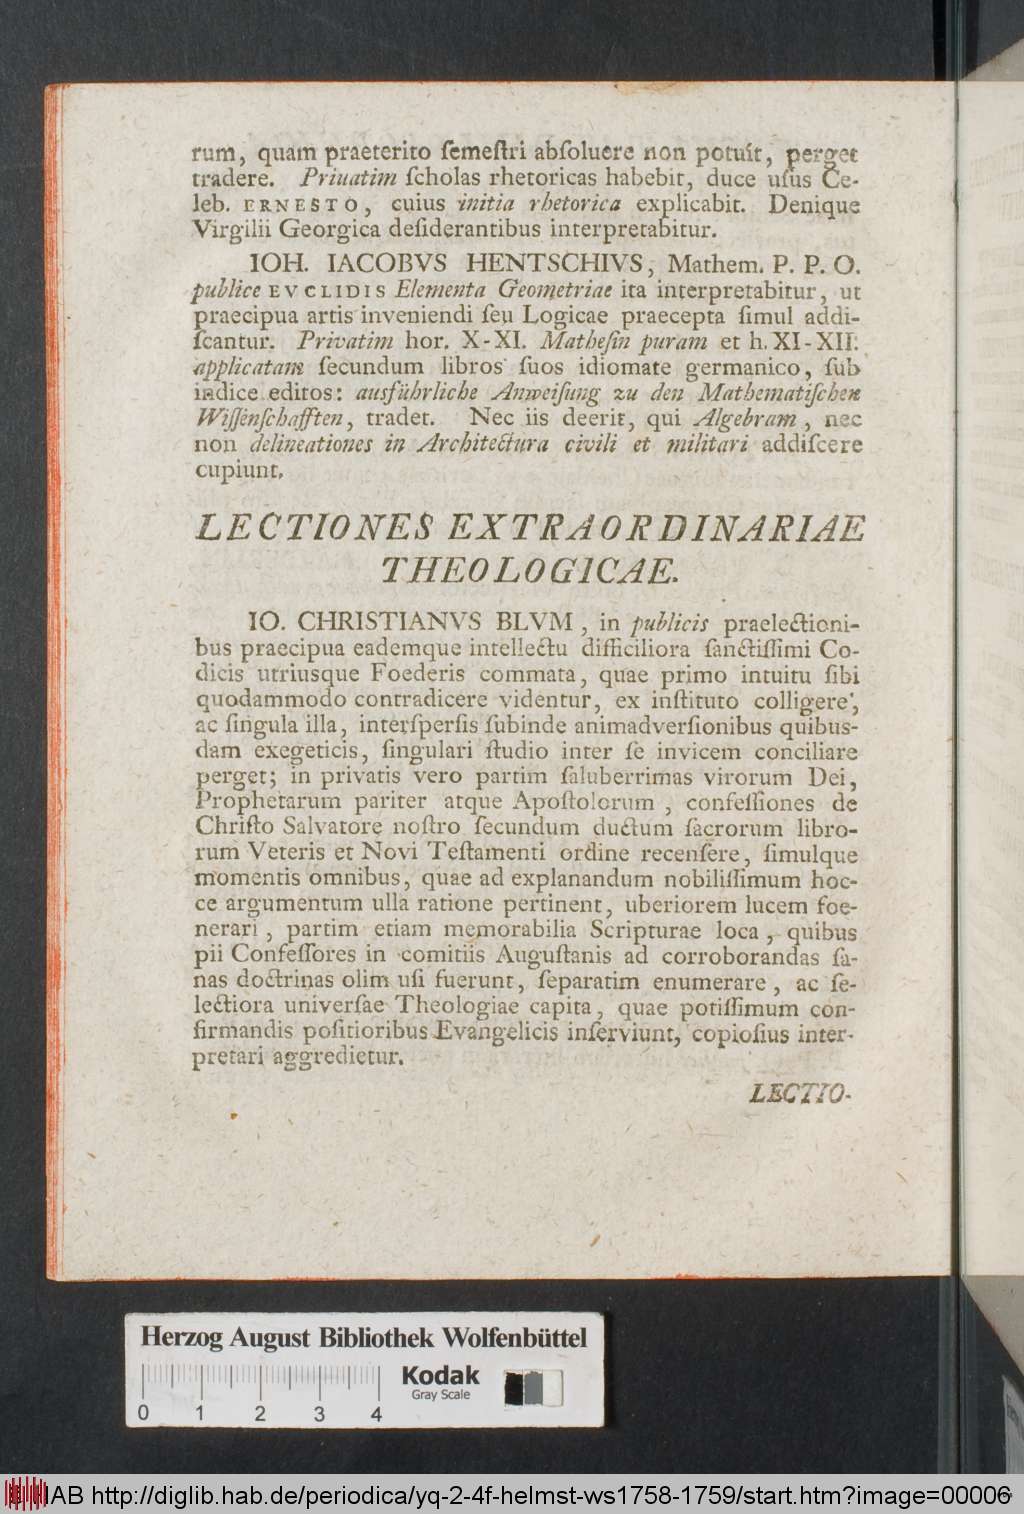 rum, quam praeterito ſemeſtri abſoluere non potuit, perget
tradere. Priuatim ſcholas rhetoricas habebit, duce uſus Ce-
leb. ERNESTO, cuius initia rhetorica explicabit. Denique
Virgilii Georgica deſiderantibus interpretabitur.
IOH. IACOBVS HENTSCHIVS, Mathem. P. P. O.
publice EVCLIDIS Elementa Geometriae ita interpretabitur, ut
praecipua artis inveniendi ſeu Logicae praecepta ſimul addi-
ſcantur. Privatim hor. X-XI. Matheſin puram et h. XI-XII.
applicatam ſecundum libros ſuos idiomate germanico, ſub
indice editos: ausführliche Anweiſung zu den Mathematiſchen
Wiſſenſchafften, tradet. Nec iis deerit, qui Algebram, nec
non delineationes in Architectura civili et militari addiſcere
cupiunt.
LECTIONES EXTRAORDINARIAE
THEOLOGICAE.
IO. CHRISTIANVS BLVM, in publicis praelectioni-
bus praecipua eademque intellectu difficiliora ſanctiſſimi Co-
dicis utriusque Foederis commata, quae primo intuitu ſibi
quodammodo contradicere videntur, ex inſtituto colligere,
ac ſingula illa, interſperſis ſubinde animadverſionibus quibus-
dam exegeticis, ſingulari ſtudio inter ſe invicem conciliare
perget; in privatis vero partim ſaluberrimas virorum Dei,
Prophetarum pariter atque Apoſtolorum, confeſſiones de
Chriſto Salvatore noſtro ſecundum ductum ſacrorum libro-
rum Veteris et Novi Teſtamenti ordine recenſere, ſimulque
momentis omnibus, quae ad explanandum nobiliſſimum hoc-
ce argumentum ulla ratione pertinent, uberiorem lucem foe-
nerari, partim etiam memorabilia Scripturae loca, quibus
pii Confeſſores in comitiis Auguſtanis ad corroborandas ſa-
nas doctrinas olim uſi fuerunt, ſeparatim enumerare, ac ſe-
lectiora univerſae Theologiae capita, quae potiſſimum con-
firmandis poſitioribus Evangelicis inſerviunt, copioſius inter-
pretari aggredietur.
LECTIO-
Herzog August Bibliothek Wolfenbüttel
Kodak
Gray Scale
0 1 2 3 4
HAB http://diglib.hab.de/periodica/yq-2-4f-helmst-ws1758-1759/start.htm?image=00006